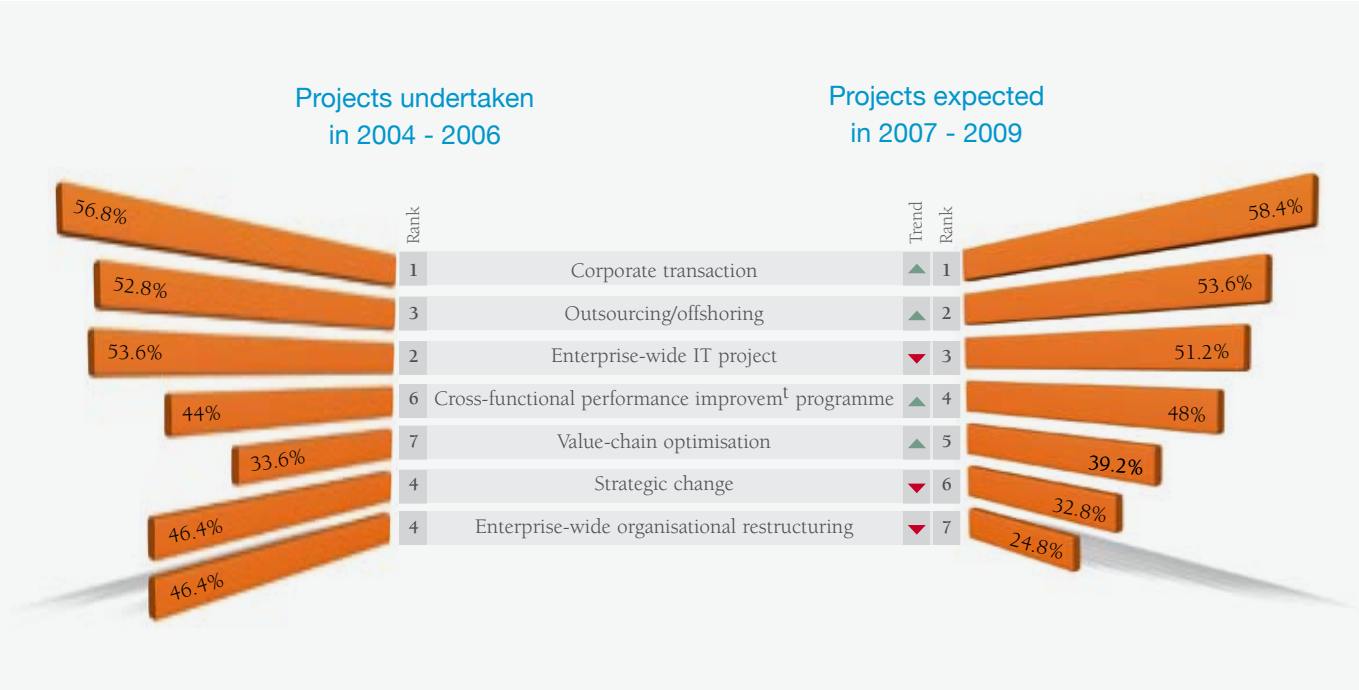 Projects undertaken
in 2004 - 2006
Projects expected
in 2007 - 2009
Rank
Trend
Rank
56.8%
1
Corporate transaction
1
58.4%
52.8%
3
Outsourcing/offshoring
2
53.6%
53.6%
2
Enterprise-wide IT project
3
51.2%
44%
6
Cross-functional performance improvemt programme
4
48%
33.6%
7
Value-chain optimisation
5
39.2%
46.4%
4
Strategic change
6
32.8%
46.4%
4
Enterprise-wide organisational restructuring
7
24.8%